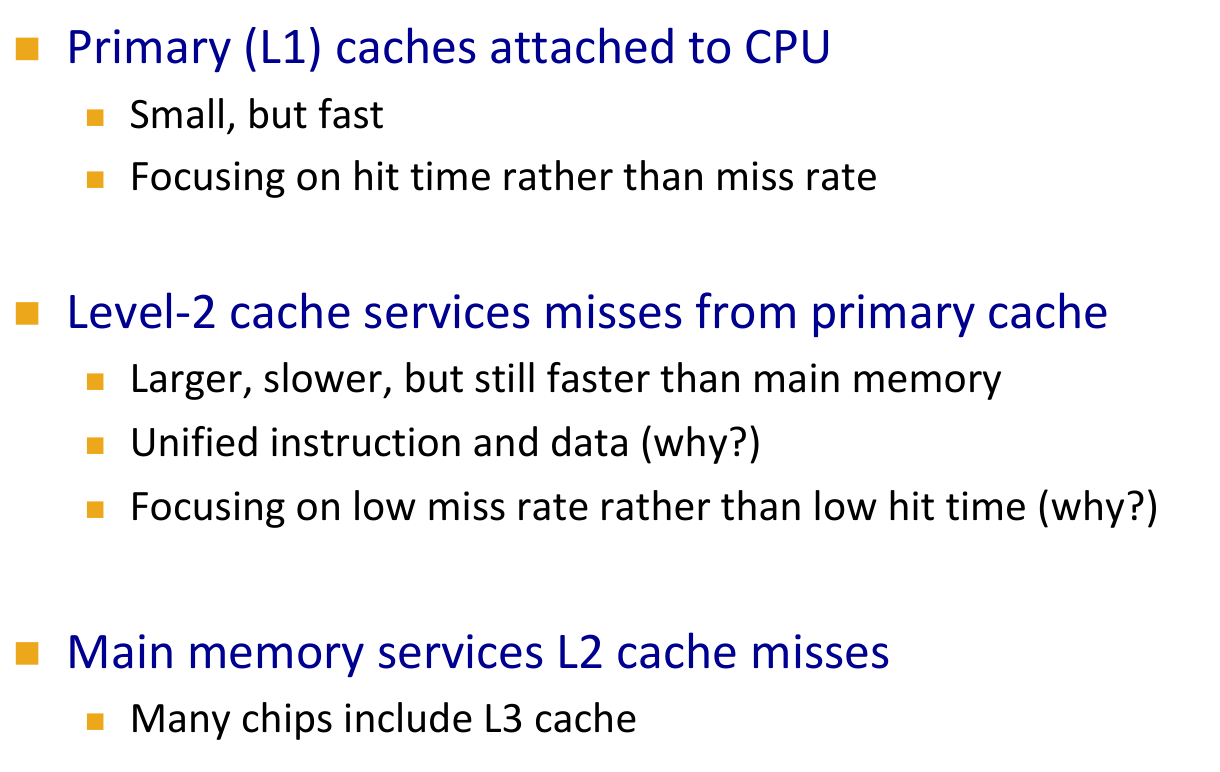 Primary (L1) caches attached to CPU
Small, but fast
Focusing on hit time rather than miss rate
Level-2 cache services misses from primary cache
Larger, slower, but still faster than main memory
Unified instruction and data (why?)
Focusing on low miss rate rather than low hit time (why?)
Main memory services L2 cache misses
Many chips include L3 cache